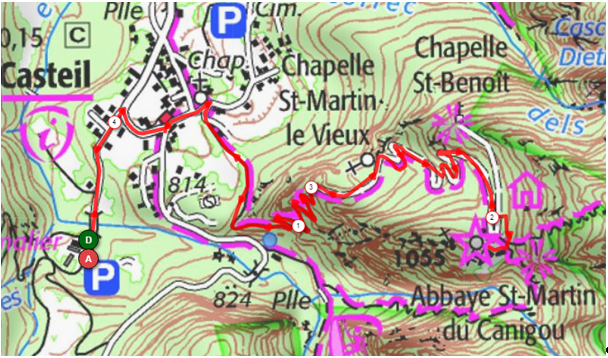 Plle
P
Cim.
0,15
C
Casteil
Chap.
Chapelle
St-Martin
le Vieux
Chapelle
St-Benoît
Casc
Diet
dels
i
4
814
S
3
1
2
D
A
P
1055
824
Plle
Abbaye St-Martin
du Canigou
es